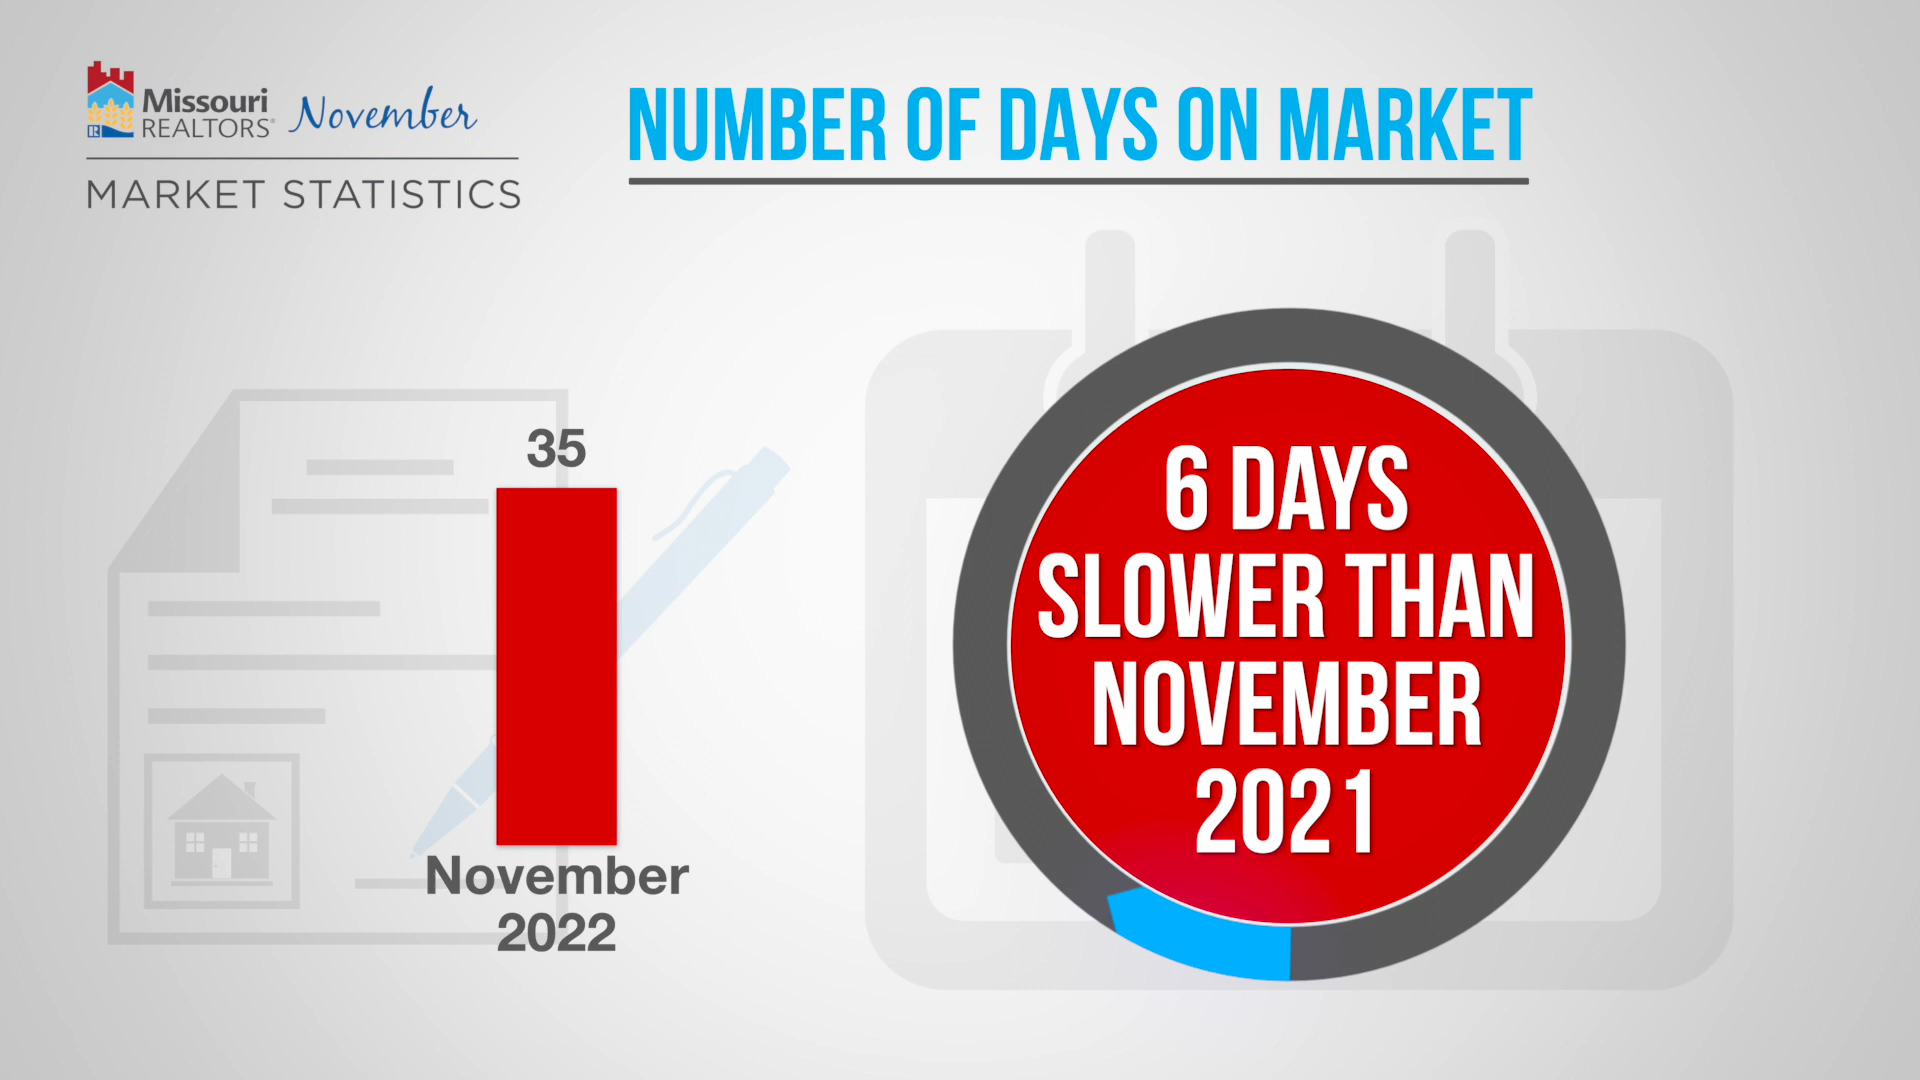 Missouri
REALTORS®
November
MARKET STATISTICS
NUMBER OF DAYS ON MARKET
35
November
2022
6 DAYS
SLOWER THAN
NOVEMBER
2021